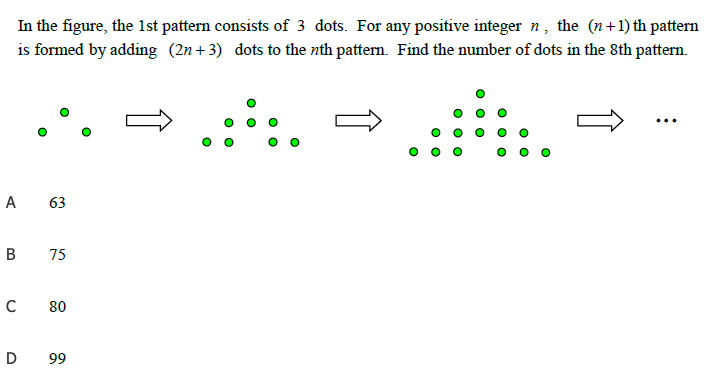 In the figure, the 1st pattern consists of 3 dots. For any positive integer n, the (n+1)th pattern
is formed by adding (2n+3) dots to the nth pattern. Find the number of dots in the 8th pattern.
...
A 63
B 75
C 80
D 99